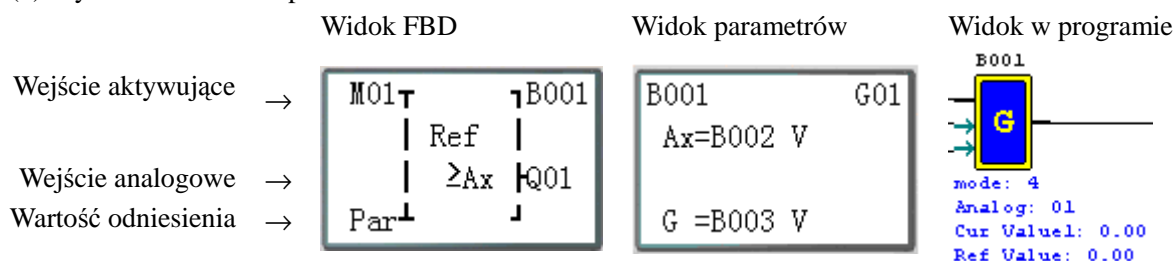 Widok FBD Widok parametrów Widok w programie
Wejście aktywujące →
Wejście analogowe →
Wartość odniesienia →
M01 B001
Ref
≥Ax Q01
Par
B001 G01
Ax=B002 V
G =B003 V
B001
G
mode: 4
Analog: 01
Cur Value1: 0.00
Ref Value: 0.00